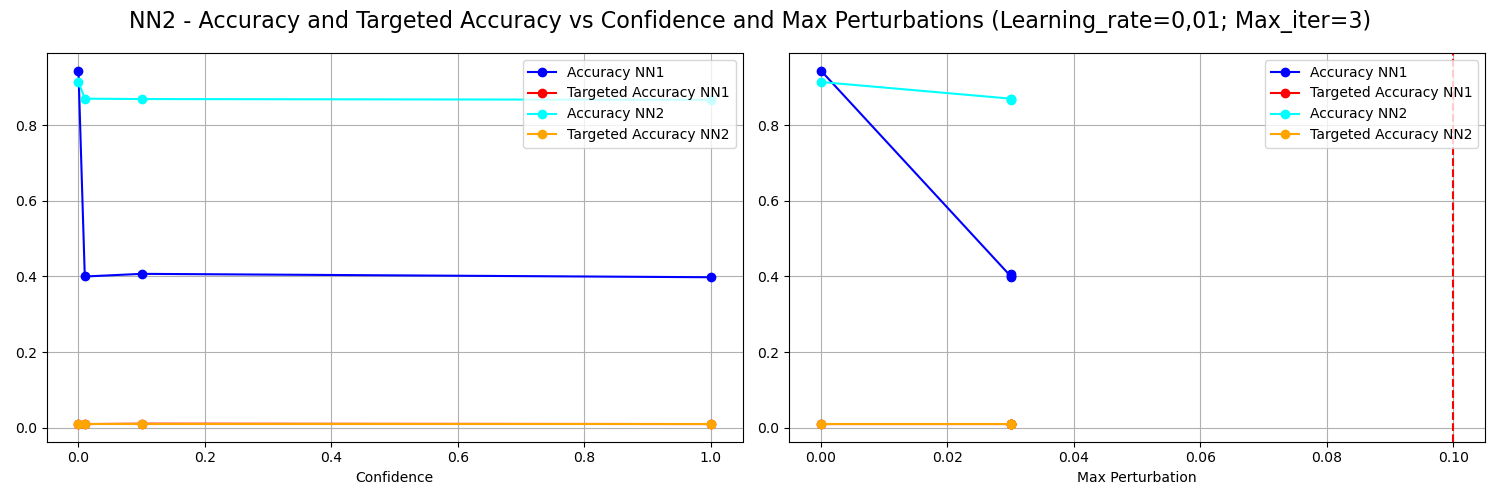 NN2 - Accuracy and Targeted Accuracy vs Confidence and Max Perturbations (Learning_rate=0,01; Max_iter=3)
Accuracy NN1
Targeted Accuracy NN1
Accuracy NN2
Targeted Accuracy NN2
0.8
0.6
0.4
0.2
0.0
0.0 0.2 0.4 0.6 0.8 1.0
Confidence
Accuracy NN1
Targeted Accuracy NN1
Accuracy NN2
Targeted Accuracy NN2
0.8
0.6
0.4
0.2
0.0
0.00 0.02 0.04 0.06 0.08 0.10
Max Perturbation